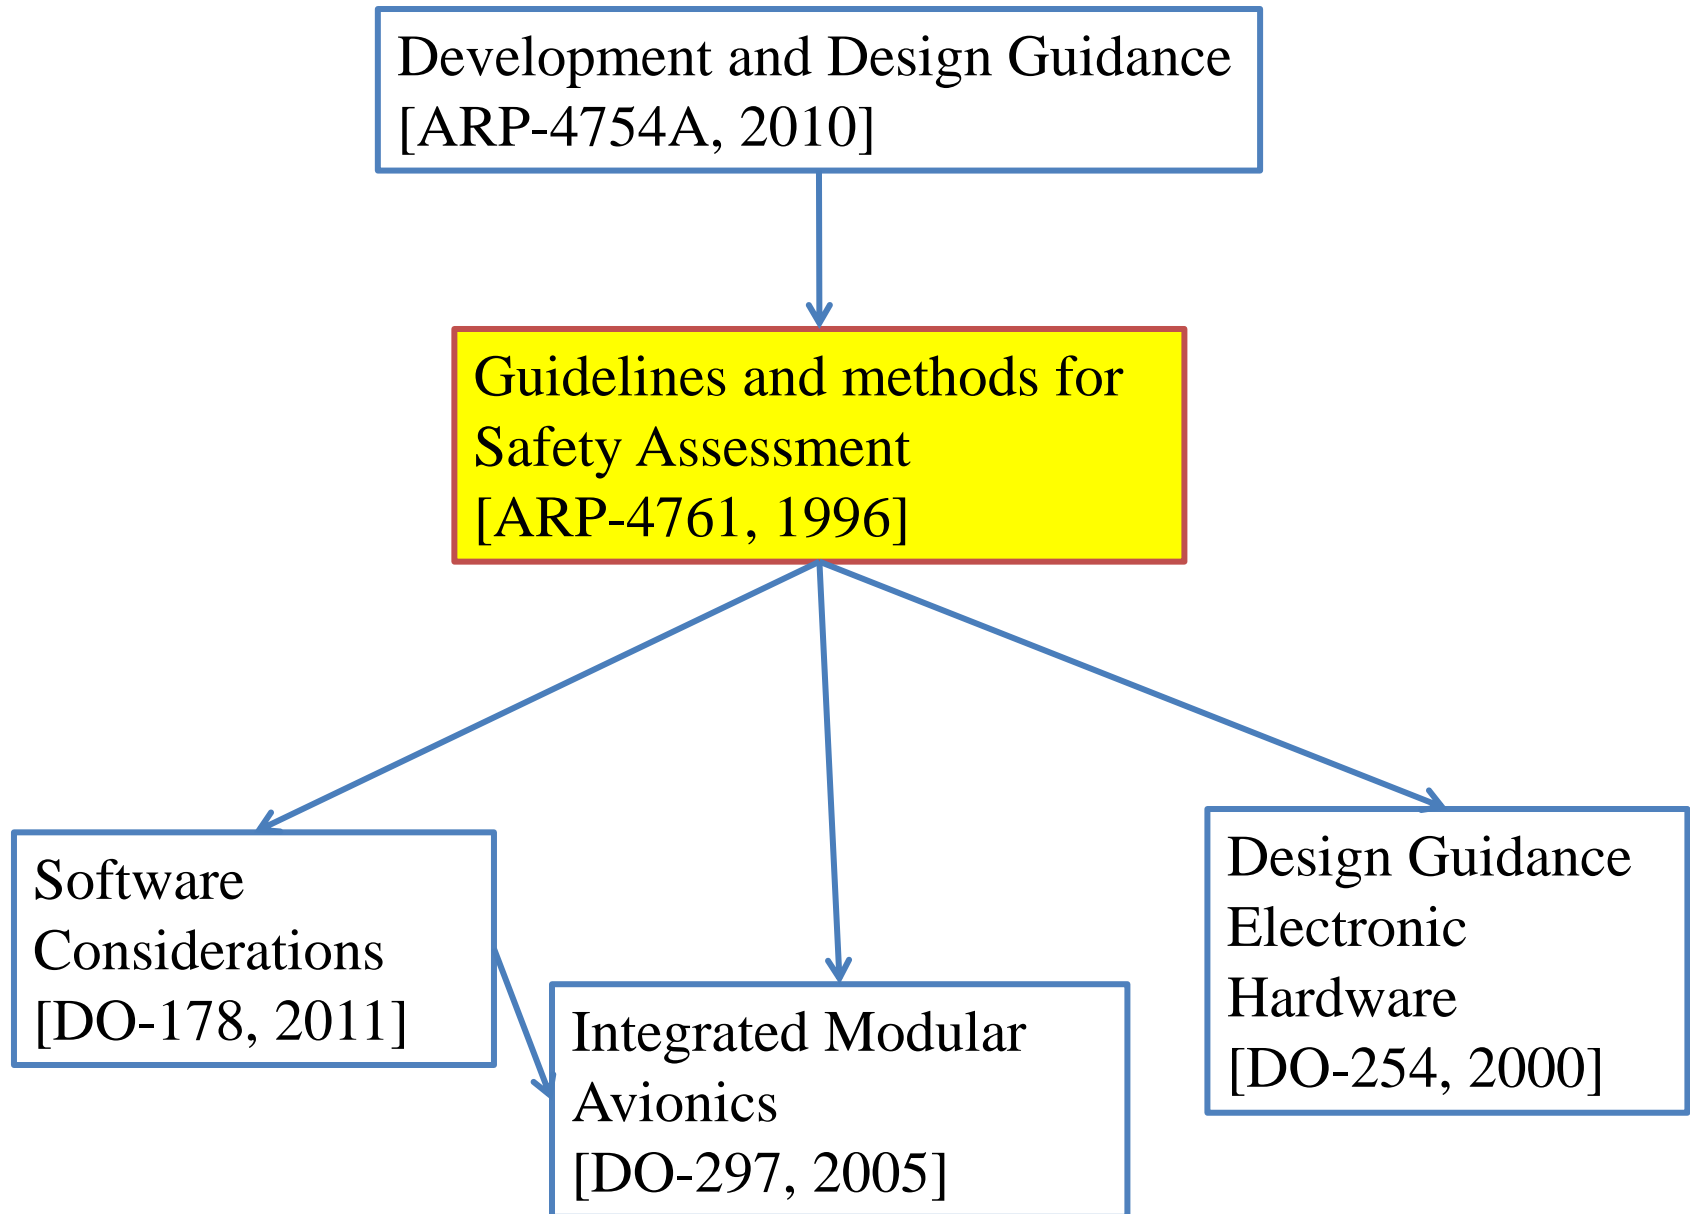 Development and Design Guidance
[ARP-4754A, 2010]
Guidelines and methods for
Safety Assessment
[ARP-4761, 1996]
Software
Considerations
[DO-178, 2011]
Integrated Modular
Avionics
[DO-297, 2005]
Design Guidance
Electronic
Hardware
[DO-254, 2000]